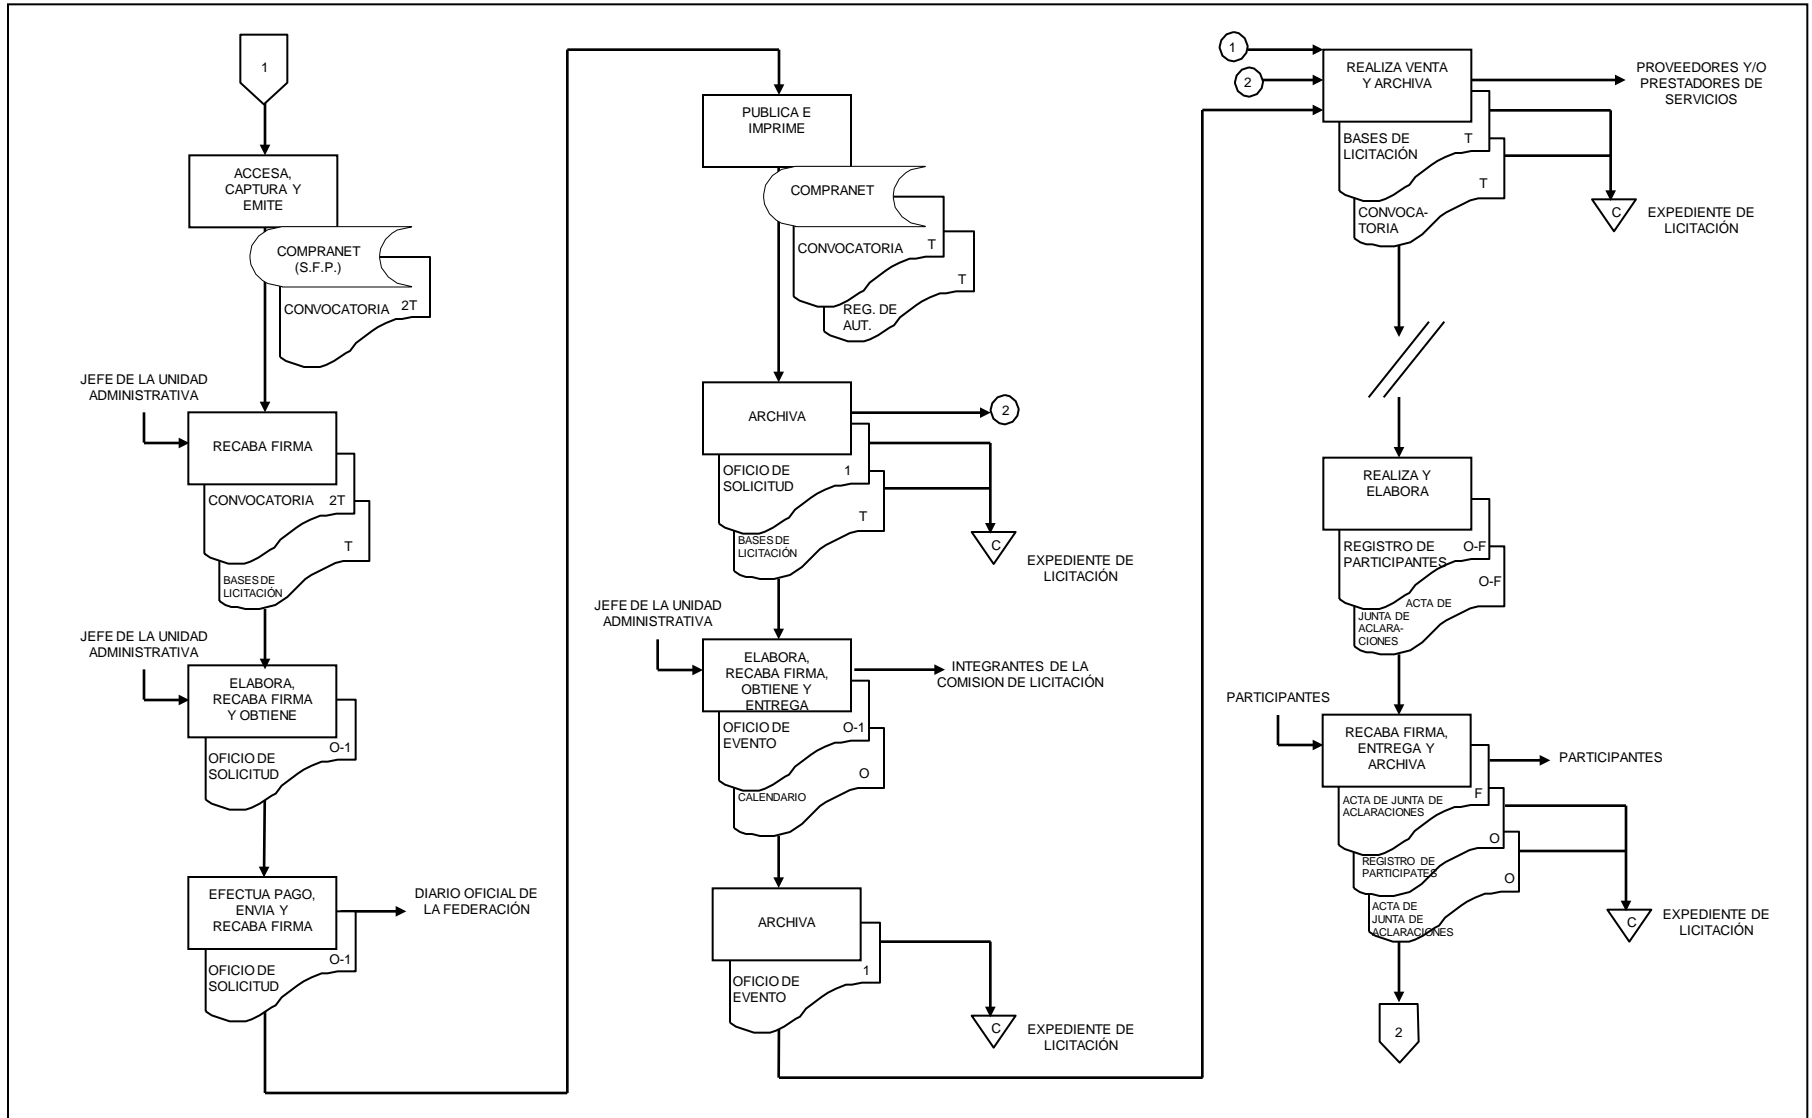 1
ACCESA,
CAPTURA Y
EMITE
COMPRANET
(S.F.P.)
CONVOCATORIA 2T
JEFE DE LA UNIDAD
ADMINISTRATIVA
RECABA FIRMA
CONVOCATORIA 2T
T
BASES DE
LICITACIÓN
JEFE DE LA UNIDAD
ADMINISTRATIVA
ELABORA,
RECABA FIRMA
Y OBTIENE
O-1
OFICIO DE
SOLICITUD
EFECTUA PAGO,
ENVIA Y
RECABA FIRMA
DIARIO OFICIAL DE
LA FEDERACIÓN
O-1
OFICIO DE
SOLICITUD
PUBLICA E
IMPRIME
COMPRANET
CONVOCATORIA T
T
REG. DE
AUT.
ARCHIVA
2
OFICIO DE 1
SOLICITUD
T
BASES DE
LICITACIÓN
C
EXPEDIENTE DE
LICITACIÓN
JEFE DE LA UNIDAD
ADMINISTRATIVA
ELABORA,
RECABA FIRMA,
OBTIENE Y
ENTREGA
INTEGRANTES DE LA
COMISION DE LICITACIÓN
OFICIO DE O-1
EVENTO
O
CALENDARIO
ARCHIVA
1
OFICIO DE
EVENTO
C
EXPEDIENTE DE
LICITACIÓN
1
2
REALIZA VENTA
Y ARCHIVA
PROVEEDORES Y/O
PRESTADORES DE
SERVICIOS
BASES DE T
LICITACIÓN
T
CONVOCA-
TORIA
C
EXPEDIENTE DE
LICITACIÓN
REALIZA Y
ELABORA
REGISTRO DE O-F
PARTICIPANTES
O-F
ACTA DE
JUNTA DE
ACLARA-
CIONES
PARTICIPANTES
RECABA FIRMA,
ENTREGA Y
ARCHIVA
PARTICIPANTES
F
ACTA DE JUNTA DE
ACLARACIONES
O
REGISTRO DE
PARTICIPATES
O
ACTA DE
JUNTA DE
ACLARACIONES
C
EXPEDIENTE DE
LICITACIÓN
2